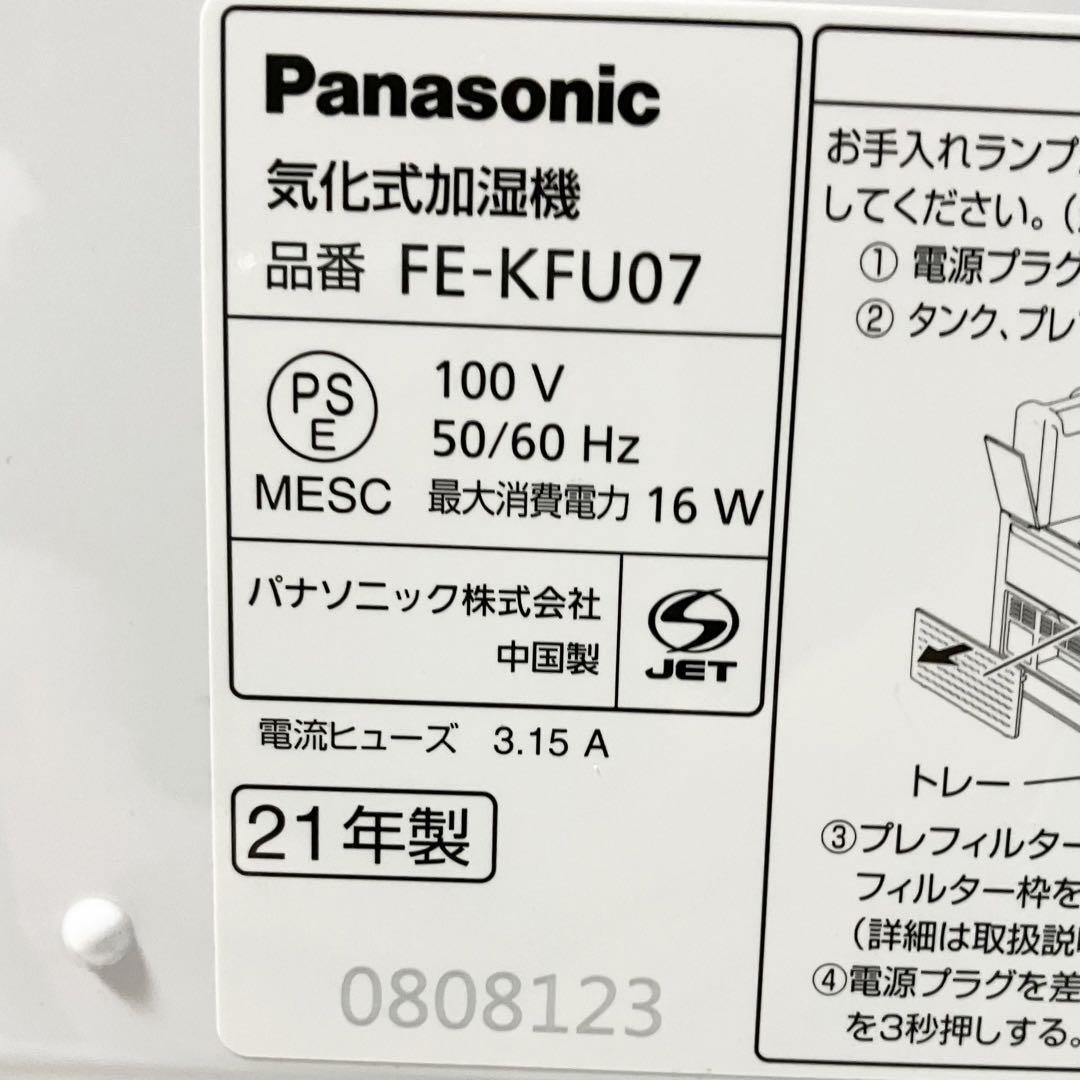 Panasonic
気化式加湿機
品番 FE-KFU07
PS
E
MESC
100 V
50/60 Hz
最大消費電力 16 W
パナソニック株式会社
中国製
JET
電流ヒューズ 3.15 A
21年製
0808123
お手入れランプ
してください。(
① 電源プラグ
② タンク、プレ
トレー
③プレフィルター
フィルター枠を
(詳細は取扱説
④電源プラグを差
を3秒押しする。